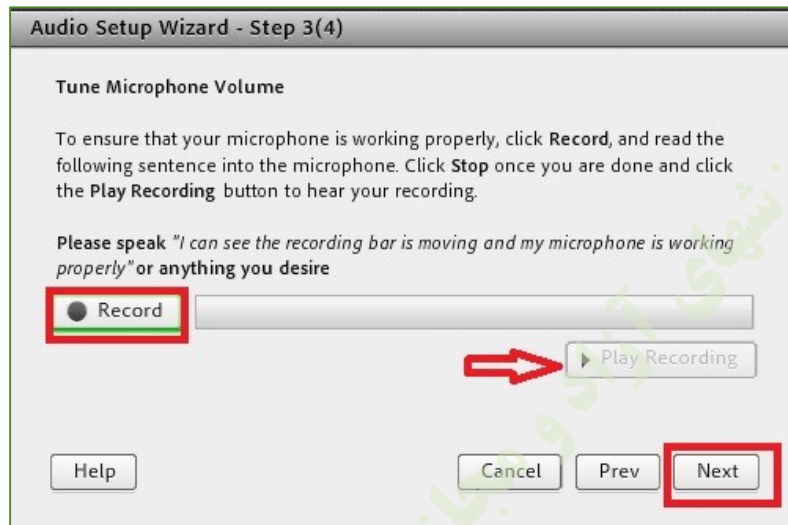 Audio Setup Wizard - Step 3(4)
Tune Microphone Volume
To ensure that your microphone is working properly, click Record, and read the
following sentence into the microphone. Click Stop once you are done and click
the Play Recording button to hear your recording.
Please speak "I can see the recording bar is moving and my microphone is working
properly" or anything you desire
Record
Play Recording
Help
Cancel
Prev
Next